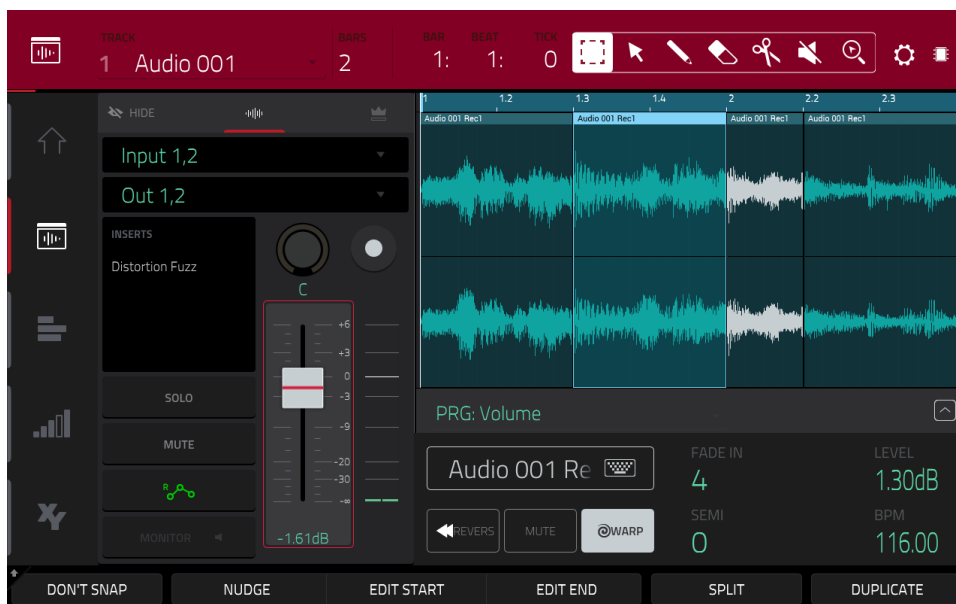 TRACK
BARS
BAR
BEAT
TICK
1
Audio 001
2
1:
1:
0
HIDE
1
1.2
1.3
1.4
2
2.2
2.3
Audio 001 Rec1
Audio 001 Rec1
Audio 001 Rec1
Audio 001 Rec1
Input 1,2
Out 1,2
INSERTS
Distortion Fuzz
C
+6
+3
0
-3
-9
-20
-30
-∞
-1.61dB
SOLO
MUTE
R
MONITOR
XY
PRG: Volume
Audio 001 Re
FADE IN
4
LEVEL
1.30dB
REVERS
MUTE
WARP
SEMI
0
BPM
116.00
DON'T SNAP
NUDGE
EDIT START
EDIT END
SPLIT
DUPLICATE